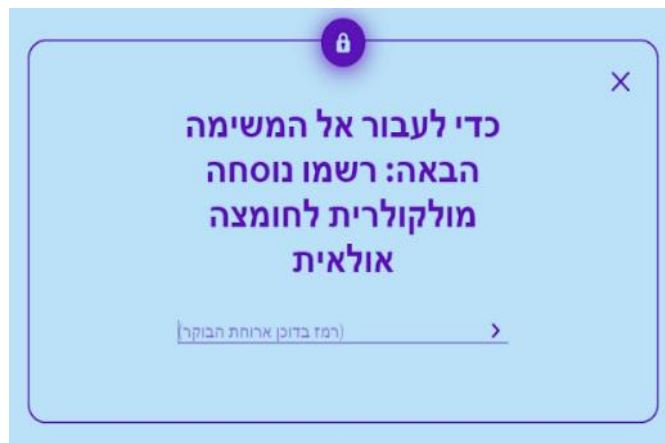 כדי לעבור אל המשימה
הבאה: רשמו נוסחה
מולקולרית לחומצה
אולאית
(רמז בדוכן ארוחת הבוקר)